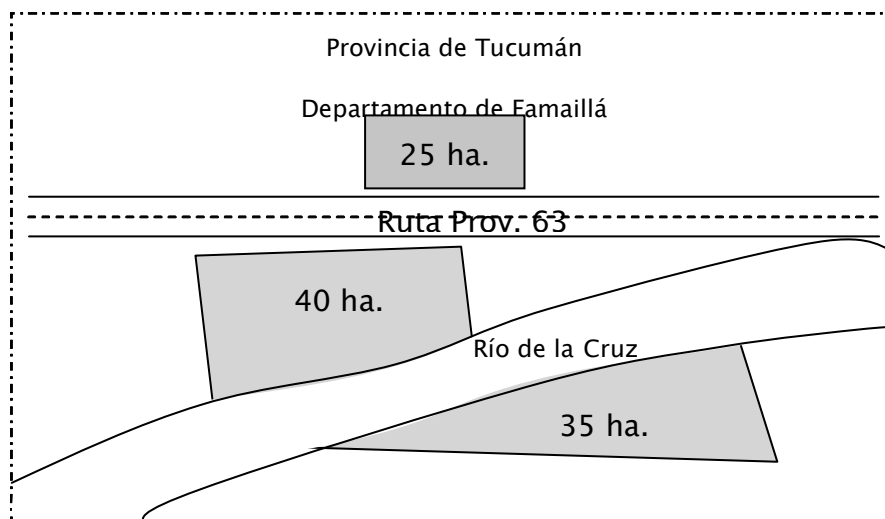 Provincia de Tucumán
Departamento de Famaillá
25 ha.
Ruta Prov. 63
40 ha.
Río de la Cruz
35 ha.